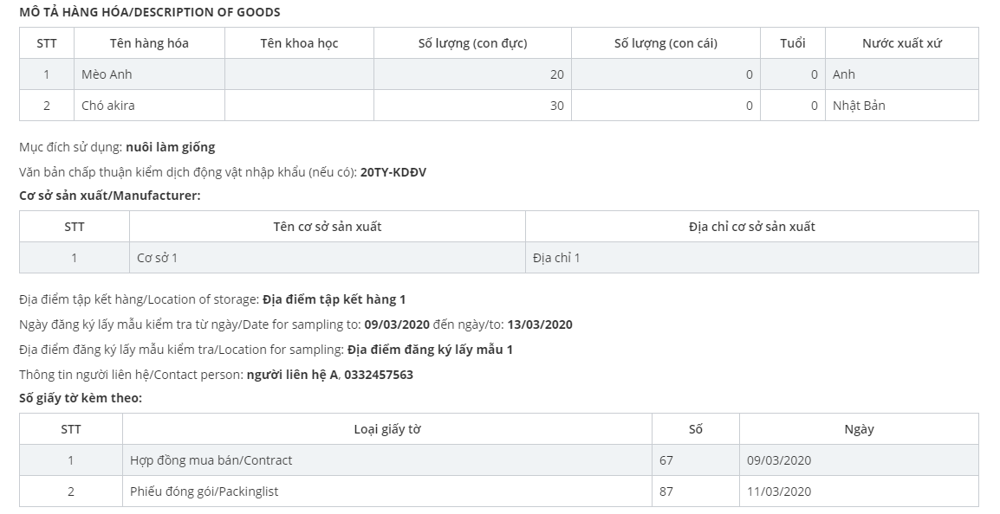 MÔ TẢ HÀNG HÓA/DESCRIPTION OF GOODS
STT Tên hàng hóa Tên khoa học Số lượng (con đực) Số lượng (con cái) Tuổi Nước xuất xứ
1 Mèo Anh 20 0 0 Anh
2 Chó akira 30 0 0 Nhật Bản
Mục đích sử dụng: nuôi làm giống
Văn bản chấp thuận kiểm dịch động vật nhập khẩu (nếu có): 20TY-KDĐV
Cơ sở sản xuất/Manufacturer:
STT Tên cơ sở sản xuất Địa chỉ cơ sở sản xuất
1 Cơ sở 1 Địa chỉ 1
Địa điểm tập kết hàng/Location of storage: Địa điểm tập kết hàng 1
Ngày đăng ký lấy mẫu kiểm tra từ ngày/Date for sampling to: 09/03/2020 đến ngày/to: 13/03/2020
Địa điểm đăng ký lấy mẫu kiểm tra/Location for sampling: Địa điểm đăng ký lấy mẫu 1
Thông tin người liên hệ/Contact person: người liên hệ A, 0332457563
Số giấy tờ kèm theo:
STT Loại giấy tờ Số Ngày
1 Hợp đồng mua bán/Contract 67 09/03/2020
2 Phiếu đóng gói/Packinglist 87 11/03/2020